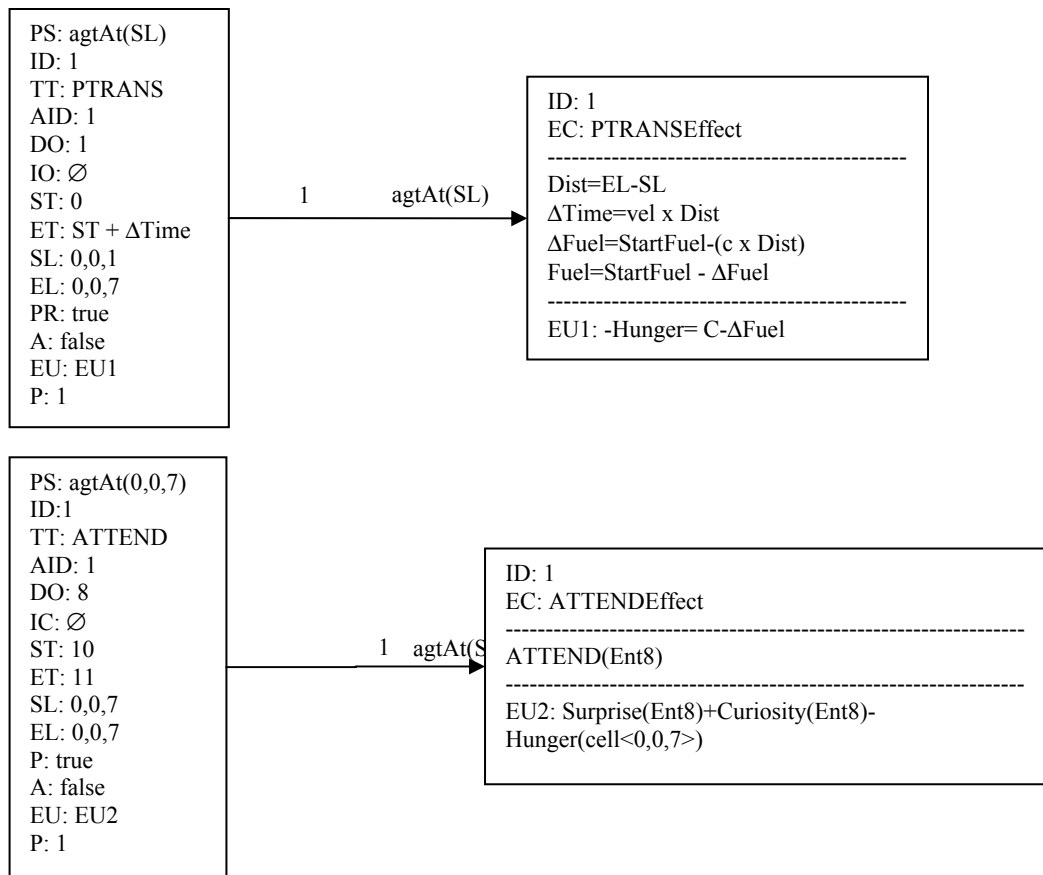 PS: agtAt(SL)
ID: 1
TT: PTRANS
AID: 1
DO: 1
IO: ∅
ST: 0
ET: ST + ΔTime
SL: 0,0,1
EL: 0,0,7
PR: true
A: false
EU: EU1
P: 1
1 agtAt(SL)
ID: 1
EC: PTRANSEffect
---------------------------------------------
Dist=EL-SL
ΔTime=vel x Dist
ΔFuel=StartFuel-(c x Dist)
Fuel=StartFuel - ΔFuel
---------------------------------------------
EU1: -Hunger= C-ΔFuel
PS: agtAt(0,0,7)
ID:1
TT: ATTEND
AID: 1
DO: 8
IC: ∅
ST: 10
ET: 11
SL: 0,0,7
EL: 0,0,7
P: true
A: false
EU: EU2
P: 1
1 agtAt(S
ID: 1
EC: ATTENDEffect
-----------------------------------------------------------------
ATTEND(Ent8)
-----------------------------------------------------------------
EU2: Surprise(Ent8)+Curiosity(Ent8)-
Hunger(cell<0,0,7>)